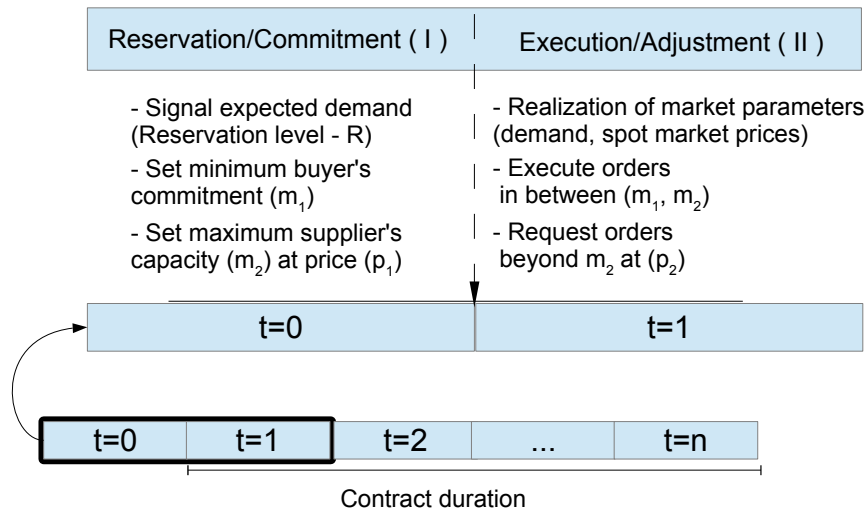 Reservation/Commitment ( I )
Execution/Adjustment ( II )
- Signal expected demand
(Reservation level - R)
- Set minimum buyer's
commitment (m₁)
- Set maximum supplier's
capacity (m₂) at price (p₁)
- Realization of market parameters
(demand, spot market prices)
- Execute orders
in between (m₁, m₂)
- Request orders
beyond m₂ at (p₂)
t=0
t=1
t=0
t=1
t=2
...
t=n
Contract duration